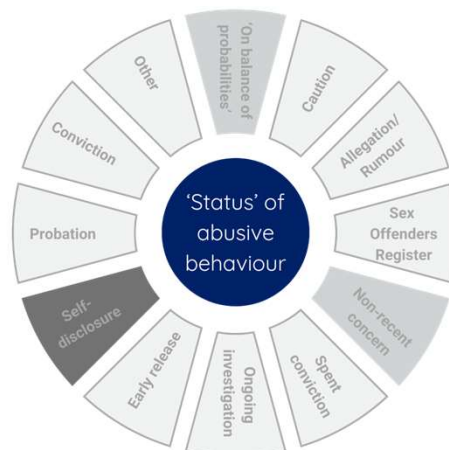 'Status' of
abusive
behaviour
'On balance of
probabilities'
Caution
Allegation/
Rumour
Sex
Offenders
Register
Non-recent
concern
Spent
conviction
Ongoing
investigation
Early release
Self-
disclosure
Probation
Conviction
Other